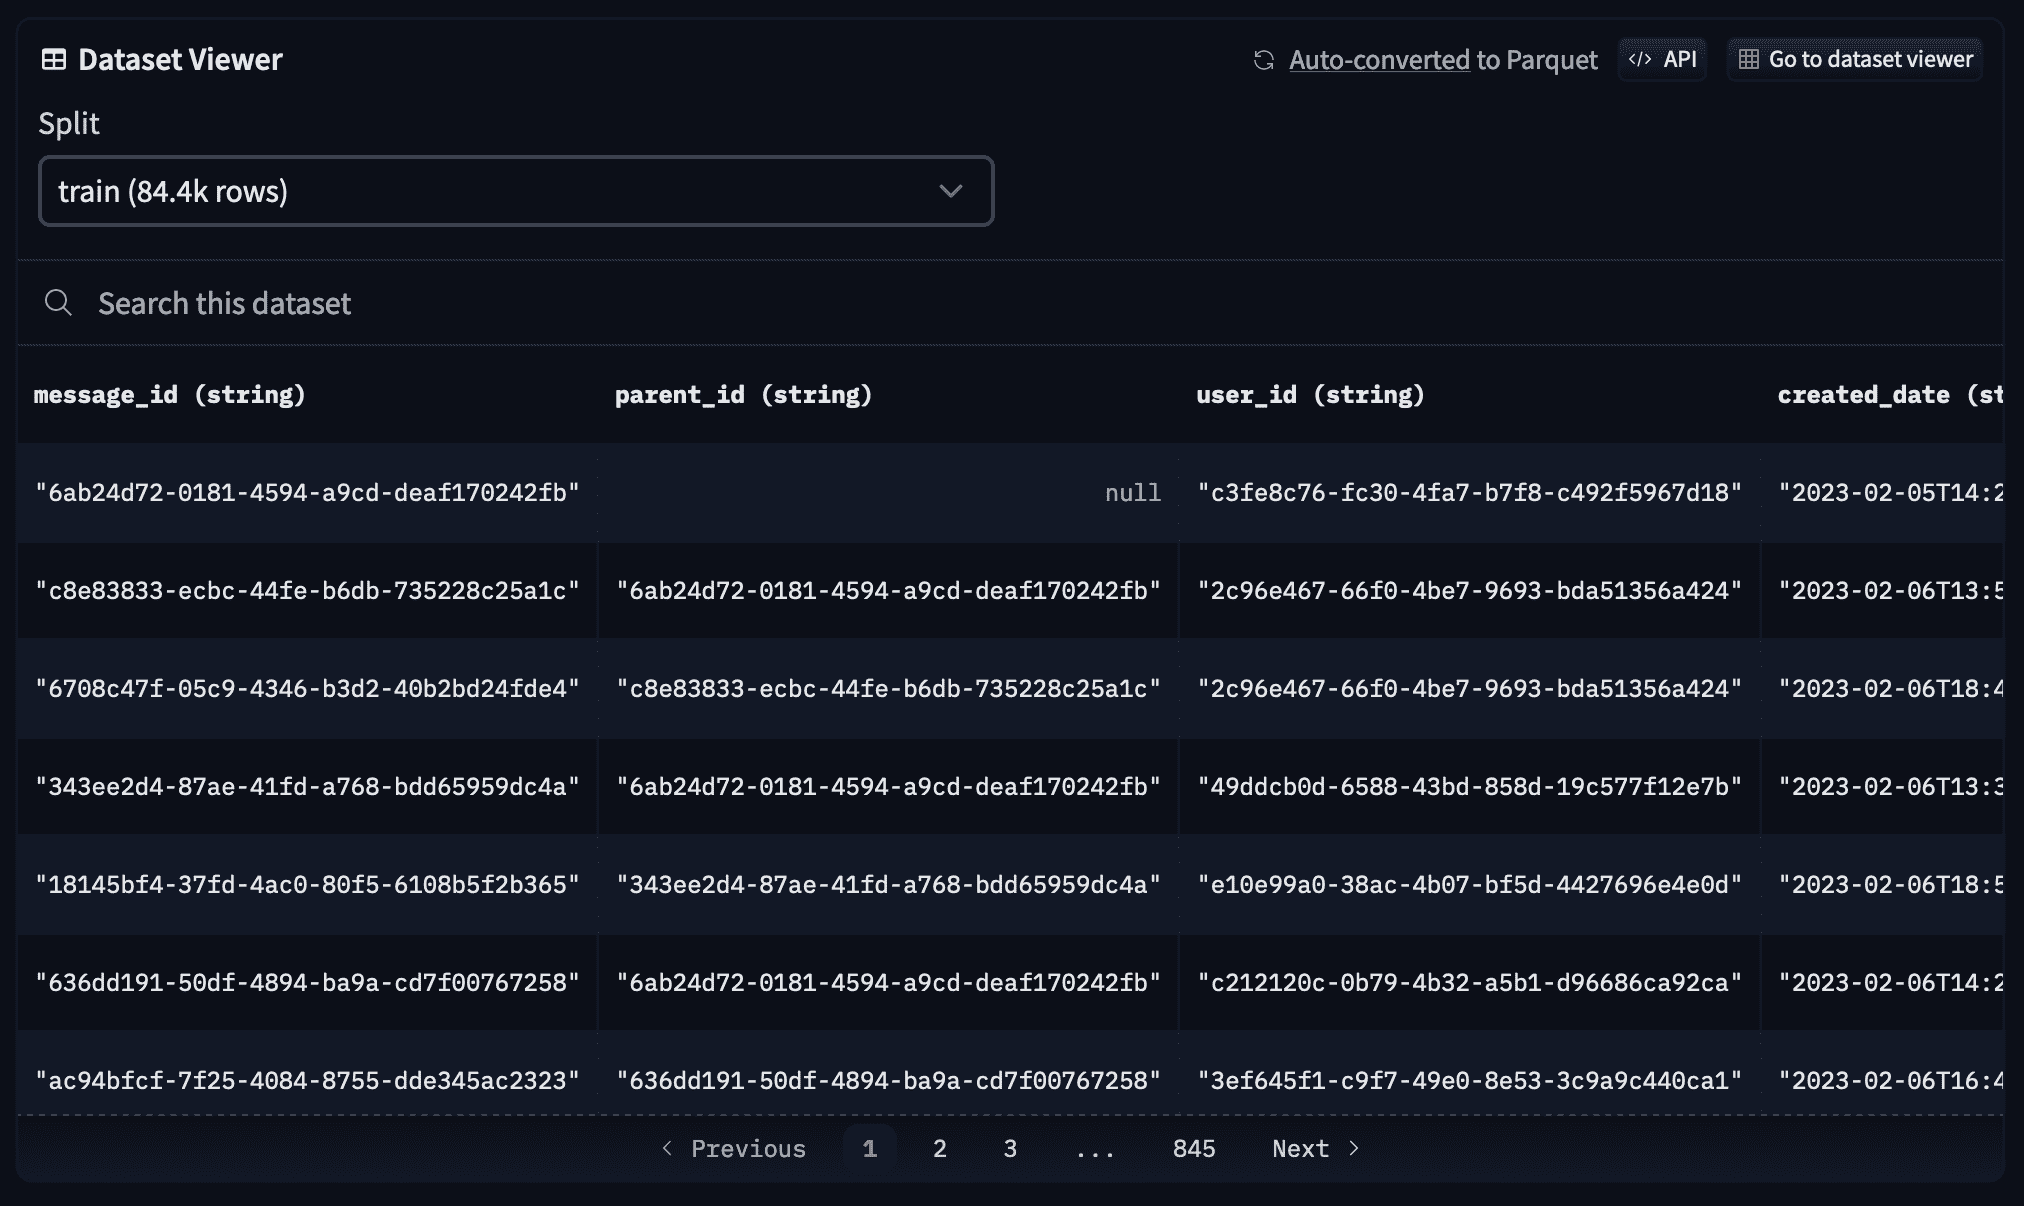 Dataset Viewer
Auto-converted to Parquet
API
Go to dataset viewer
Split
train (84.4k rows)
Search this dataset
message_id (string) parent_id (string) user_id (string) created_date (st
"6ab24d72-0181-4594-a9cd-deaf170242fb" null "c3fe8c76-fc30-4fa7-b7f8-c492f5967d18" "2023-02-05T14:2
"c8e83833-ecbc-44fe-b6db-735228c25a1c" "6ab24d72-0181-4594-a9cd-deaf170242fb" "2c96e467-66f0-4be7-9693-bda51356a424" "2023-02-06T13:5
"6708c47f-05c9-4346-b3d2-40b2bd24fde4" "c8e83833-ecbc-44fe-b6db-735228c25a1c" "2c96e467-66f0-4be7-9693-bda51356a424" "2023-02-06T18:4
"343ee2d4-87ae-41fd-a768-bdd65959dc4a" "6ab24d72-0181-4594-a9cd-deaf170242fb" "49ddcb0d-6588-43bd-858d-19c577f12e7b" "2023-02-06T13:3
"18145bf4-37fd-4ac0-80f5-6108b5f2b365" "343ee2d4-87ae-41fd-a768-bdd65959dc4a" "e10e99a0-38ac-4b07-bf5d-4427696e4e0d" "2023-02-06T18:5
"636dd191-50df-4894-ba9a-cd7f00767258" "6ab24d72-0181-4594-a9cd-deaf170242fb" "c212120c-0b79-4b32-a5b1-d96686ca92ca" "2023-02-06T14:2
"ac94bfcf-7f25-4084-8755-dde345ac2323" "636dd191-50df-4894-ba9a-cd7f00767258" "3ef645f1-c9f7-49e0-8e53-3c9a9c440ca1" "2023-02-06T16:4
< Previous 1 2 3 ... 845 Next >